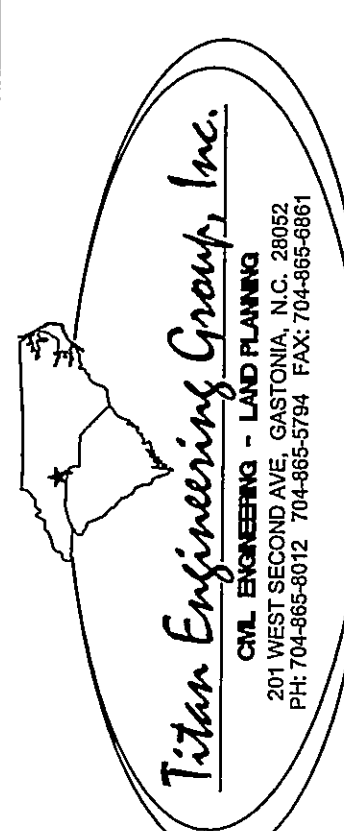 Titan Engineering Group, Inc.
CIVIL ENGINEERING - LAND PLANNING
201 WEST SECOND AVE, GASTONIA, N.C. 28052
PH: 704-865-8012 704-865-5794 FAX: 704-865-6861